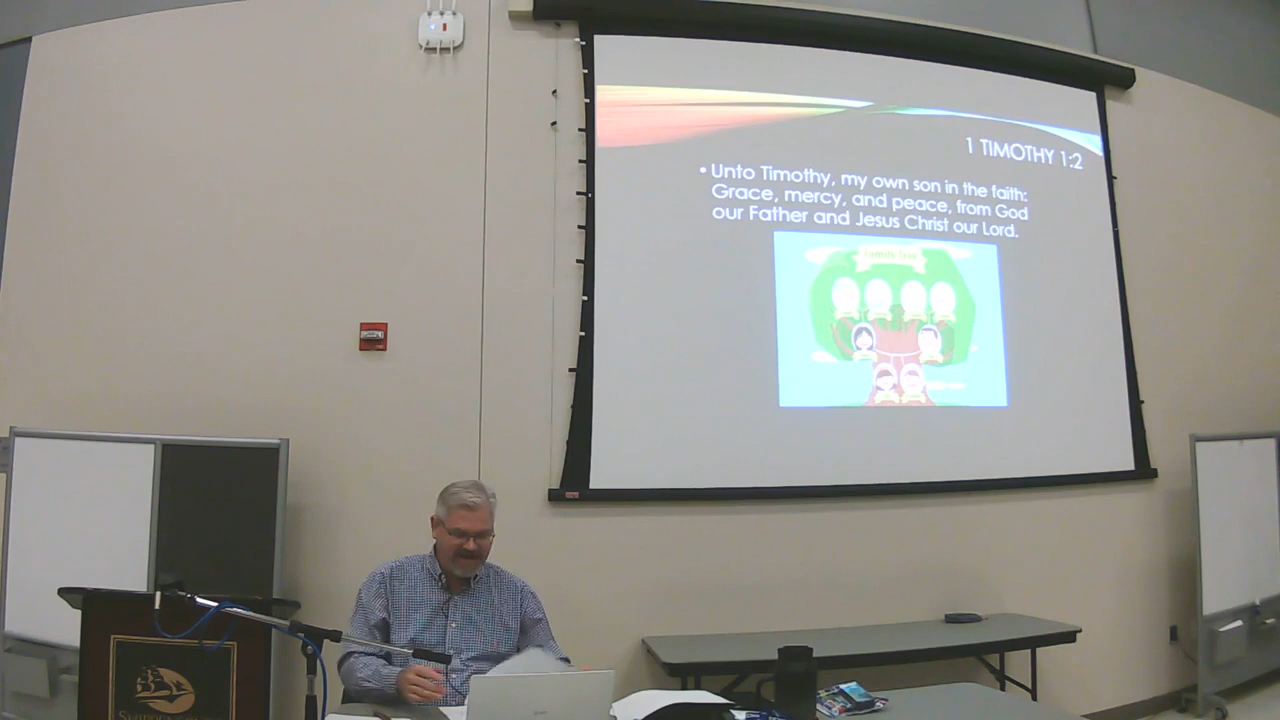 1 TIMOTHY 1:2
• Unto Timothy, my own son in the faith:
Grace, mercy, and peace, from God
our Father and Jesus Christ our Lord.
Family Tree